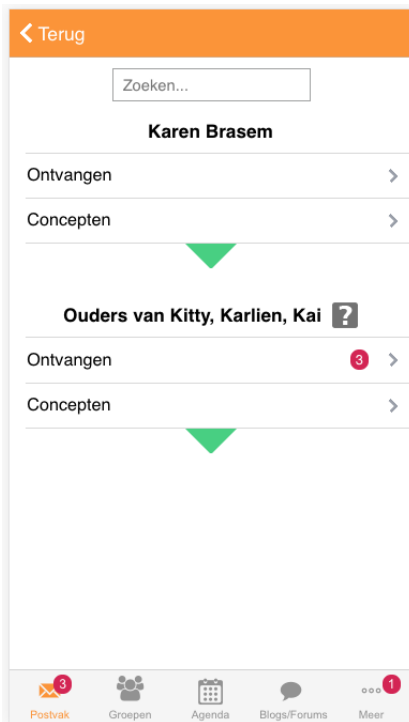 Terug
Zoeken...
Karen Brasem
Ontvangen
Concepten
Ouders van Kitty, Karlien, Kai ?
Ontvangen 3
Concepten
3 1
Postvak Groepen Agenda Blogs/Forums Meer